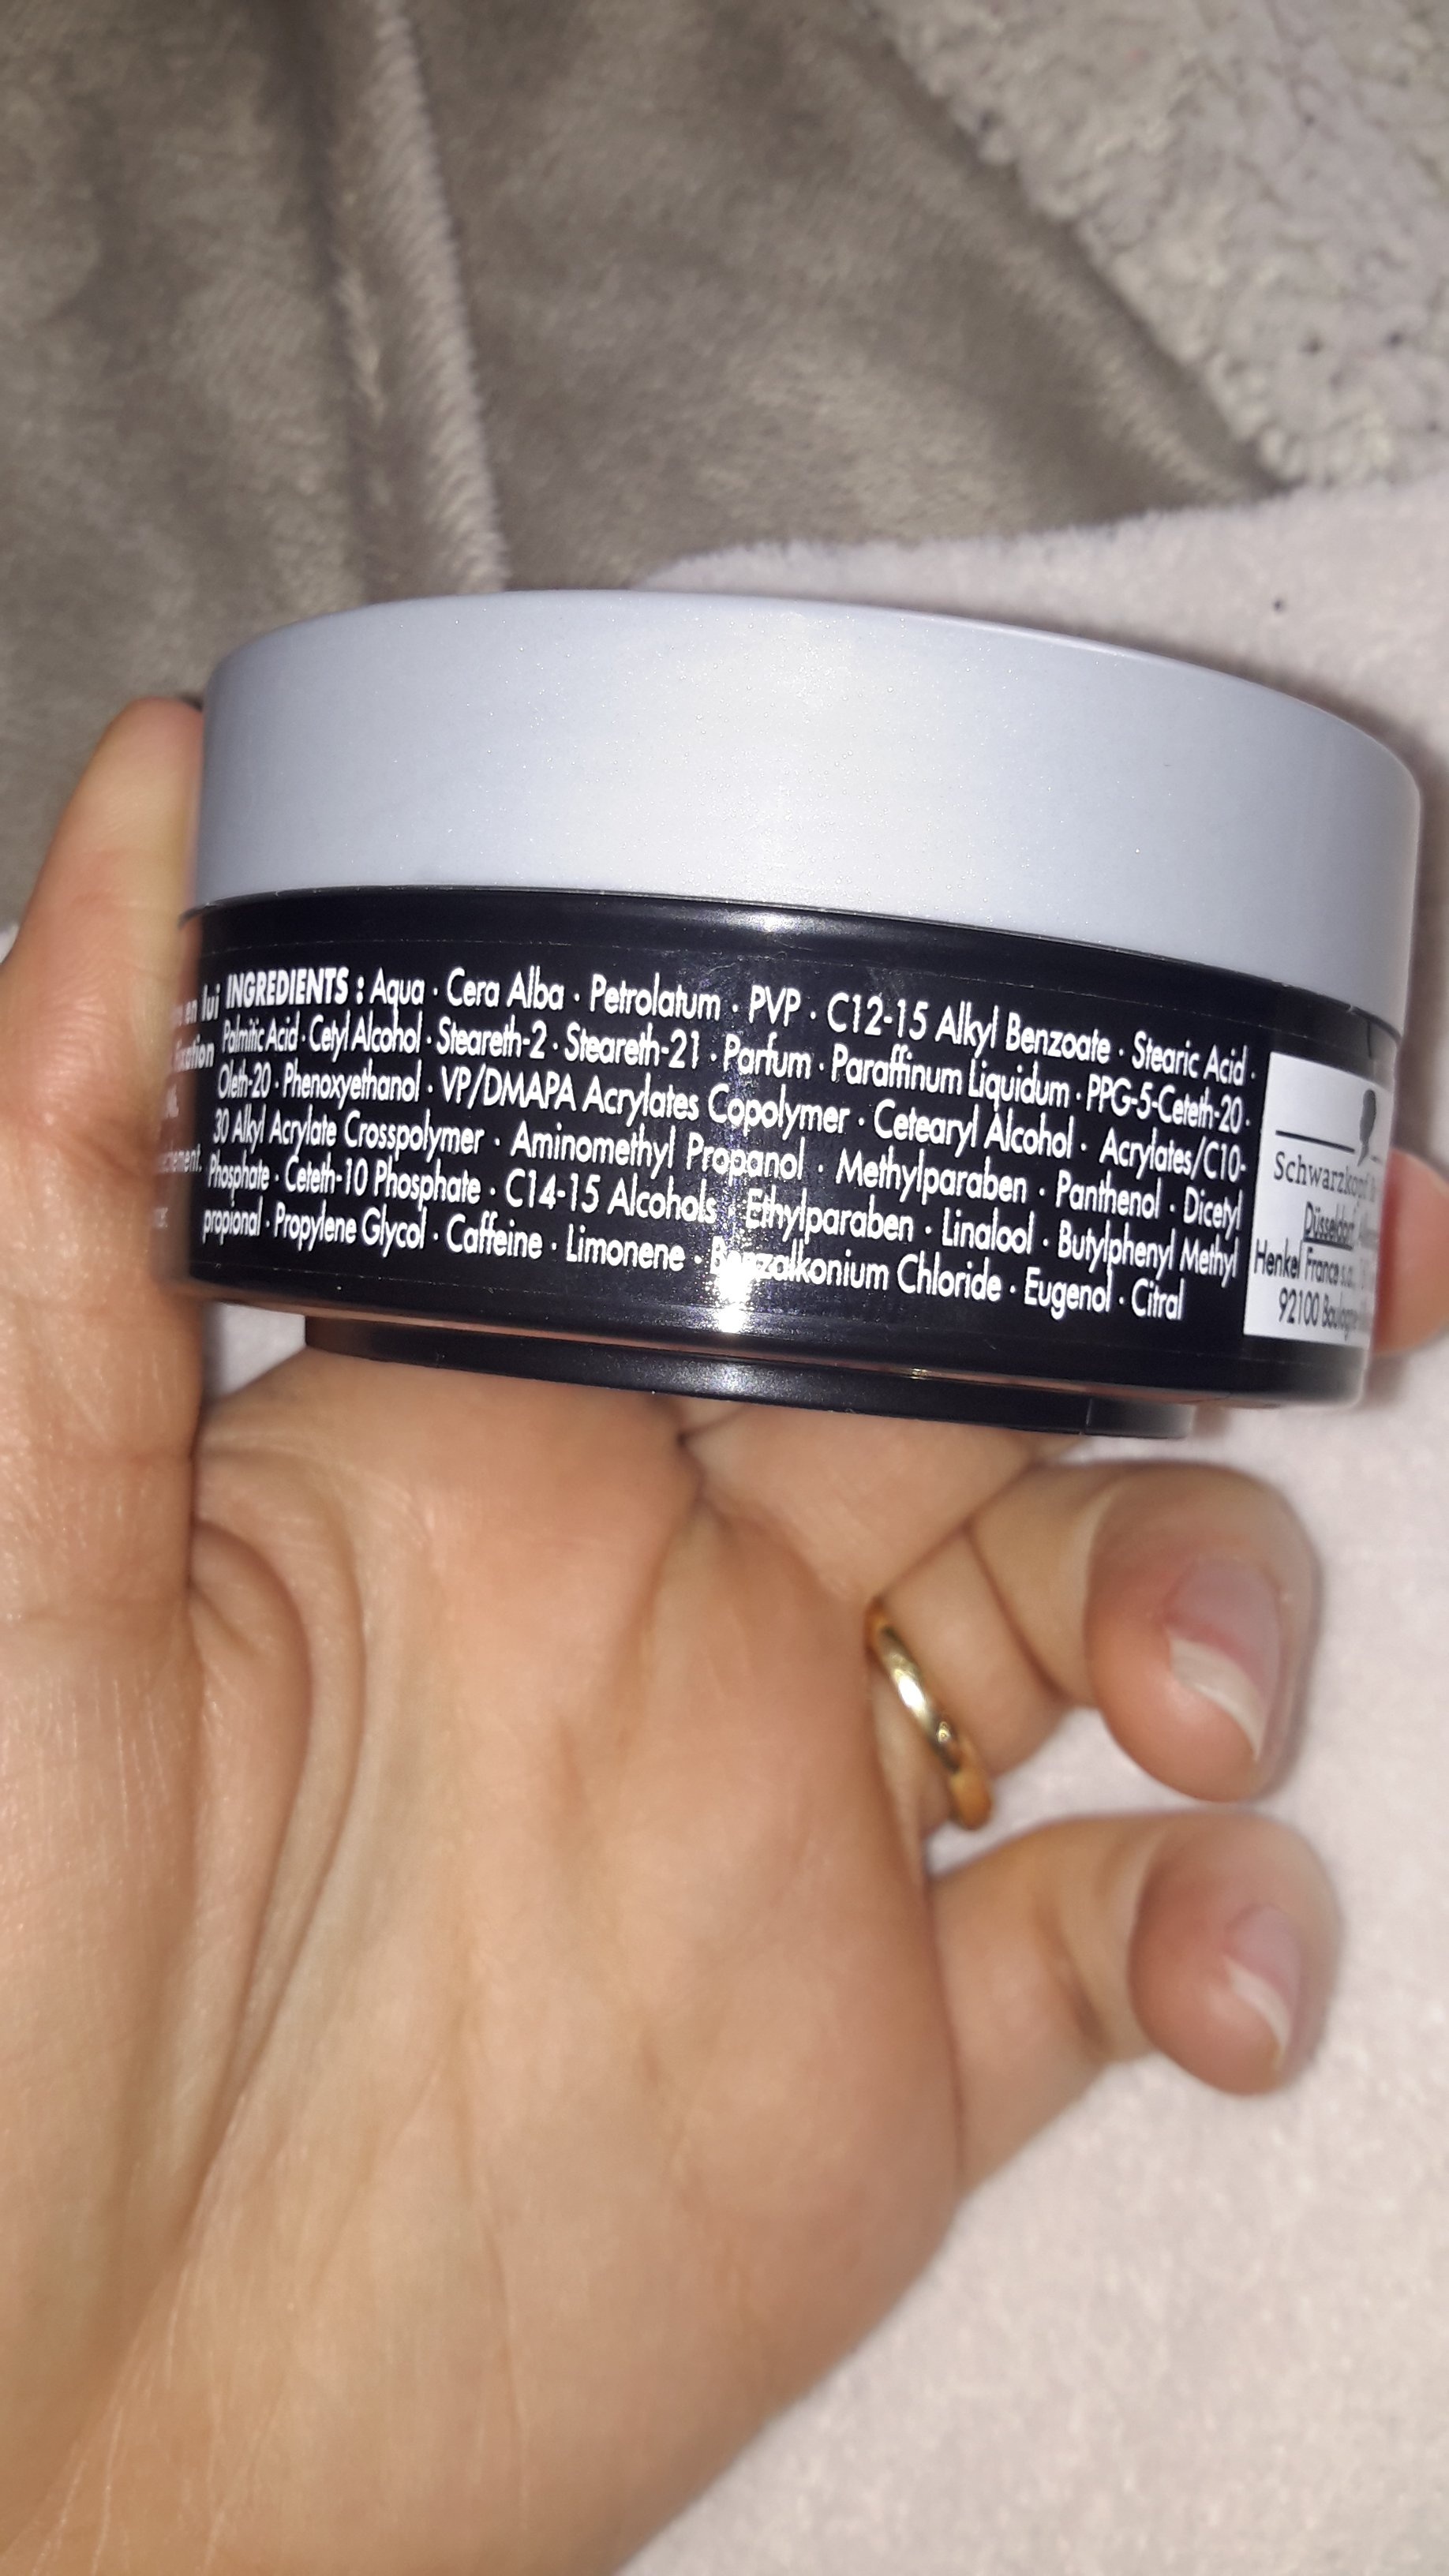 en lui
fixation
INGREDIENTS : Aqua · Cera Alba · Petrolatum · PVP · C12-15 Alkyl Benzoate · Stearic Acid ·
Palmitic Acid · Cetyl Alcohol · Steareth-2 · Steareth-21 · Parfum · Paraffinum Liquidum · PPG-5-Ceteth-20 ·
Oleth-20 · Phenoxyethanol · VP/DMAPA Acrylates Copolymer · Cetearyl Alcohol · Acrylates/C10-
30 Alkyl Acrylate Crosspolymer · Aminomethyl Propanol · Methylparaben · Panthenol · Dicetyl
Phosphate · Ceteth-10 Phosphate · C14-15 Alcohols · Ethylparaben · Linalool · Butylphenyl Methyl
propional · Propylene Glycol · Caffeine · Limonene · Benzalkonium Chloride · Eugenol · Citral
Schwarzkopf
Düsseldorf
Henkel France s.a.
92100 Boulogne